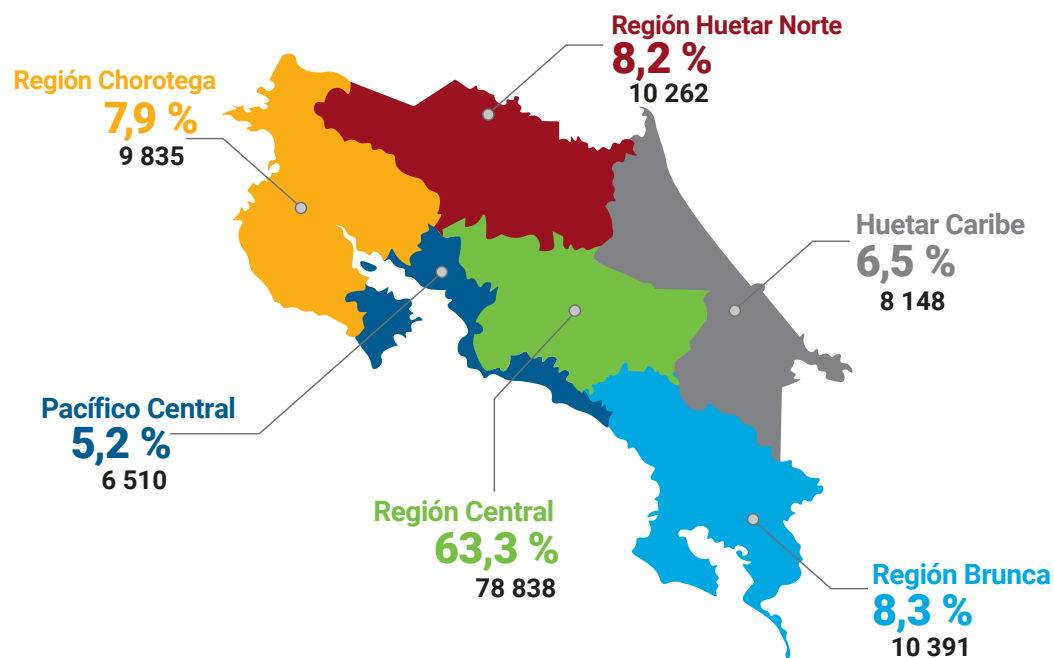 Región Huetar Norte
8,2 %
10 262
Región Chorotega
7,9 %
9 835
Huetar Caribe
6,5 %
8 148
Pacífico Central
5,2 %
6 510
Región Central
63,3 %
78 838
Región Brunca
8,3 %
10 391